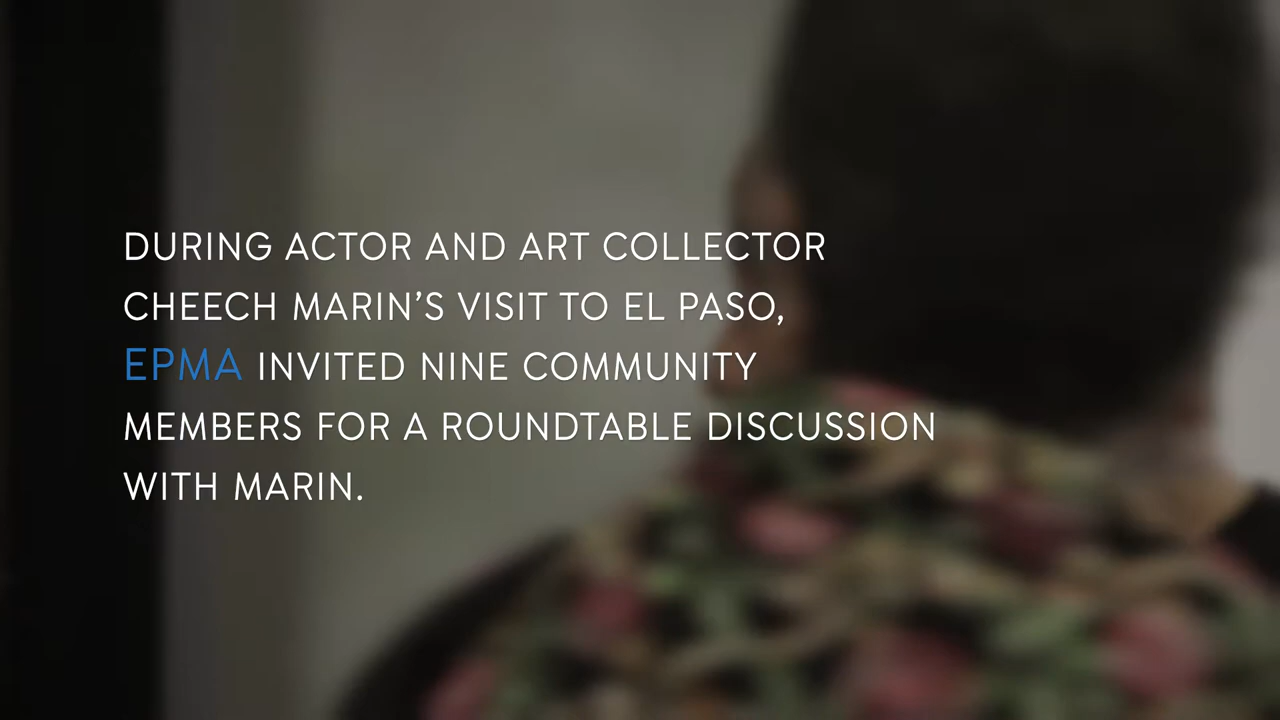 DURING ACTOR AND ART COLLECTOR
CHEECH MARIN’S VISIT TO EL PASO,
EPMA INVITED NINE COMMUNITY
MEMBERS FOR A ROUNDTABLE DISCUSSION
WITH MARIN.